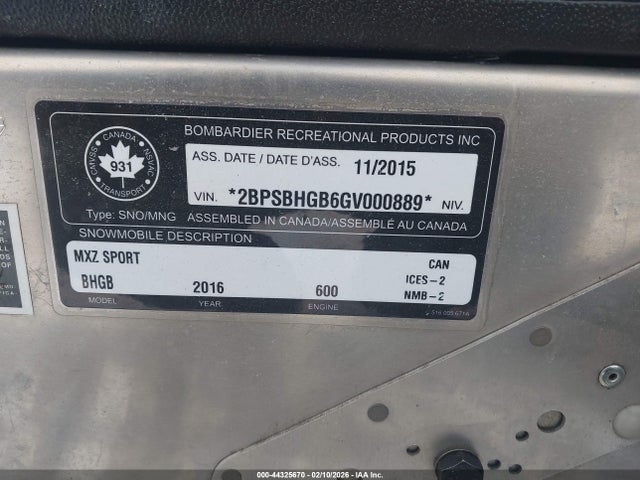 BOMBARDIER RECREATIONAL PRODUCTS INC
CANADA
CMVSS
NSVAC
931
TRANSPORT
ASS. DATE / DATE D'ASS. 11/2015
VIN. *2BPSBHGB6GV000889* NIV.
Type: SNO/MNG ASSEMBLED IN CANADA/ASSEMBLÉ AU CANADA
SNOWMOBILE DESCRIPTION
MXZ SPORT CAN
BHGB 2016 600 ICES-2
NMB-2
MODEL YEAR ENGINE
000-44325670 - 02/10/2026 - IAA Inc.